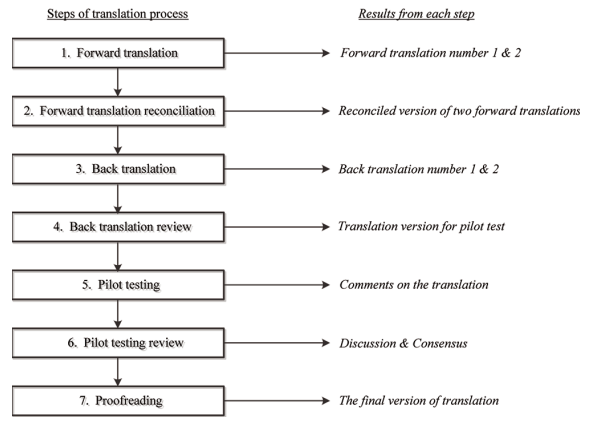 Steps of translation process
Results from each step
1. Forward translation
Forward translation number 1 & 2
2. Forward translation reconciliation
Reconciled version of two forward translations
3. Back translation
Back translation number 1 & 2
4. Back translation review
Translation version for pilot test
5. Pilot testing
Comments on the translation
6. Pilot testing review
Discussion & Consensus
7. Proofreading
The final version of translation